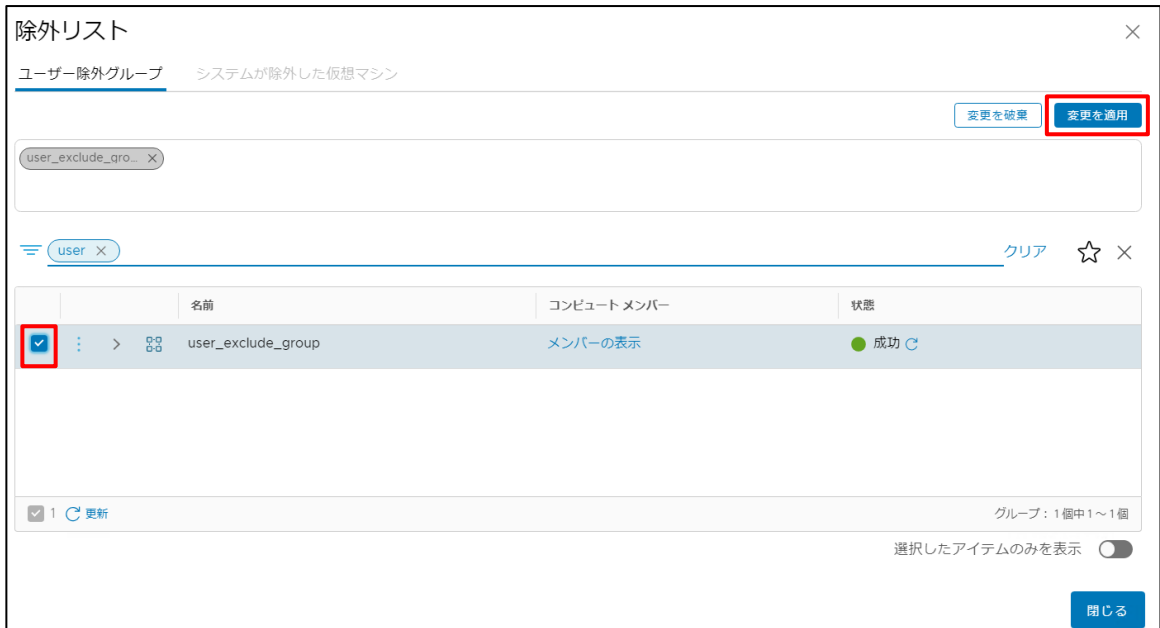 除外リスト
ユーザー除外グループ システムが除外した仮想マシン
変更を破棄 変更を適用
user_exclude_gro...
user
クリア
名前 コンピュート メンバー 状態
user_exclude_group メンバーの表示 成功
1 更新 グループ：1個中1～1個
選択したアイテムのみを表示
閉じる